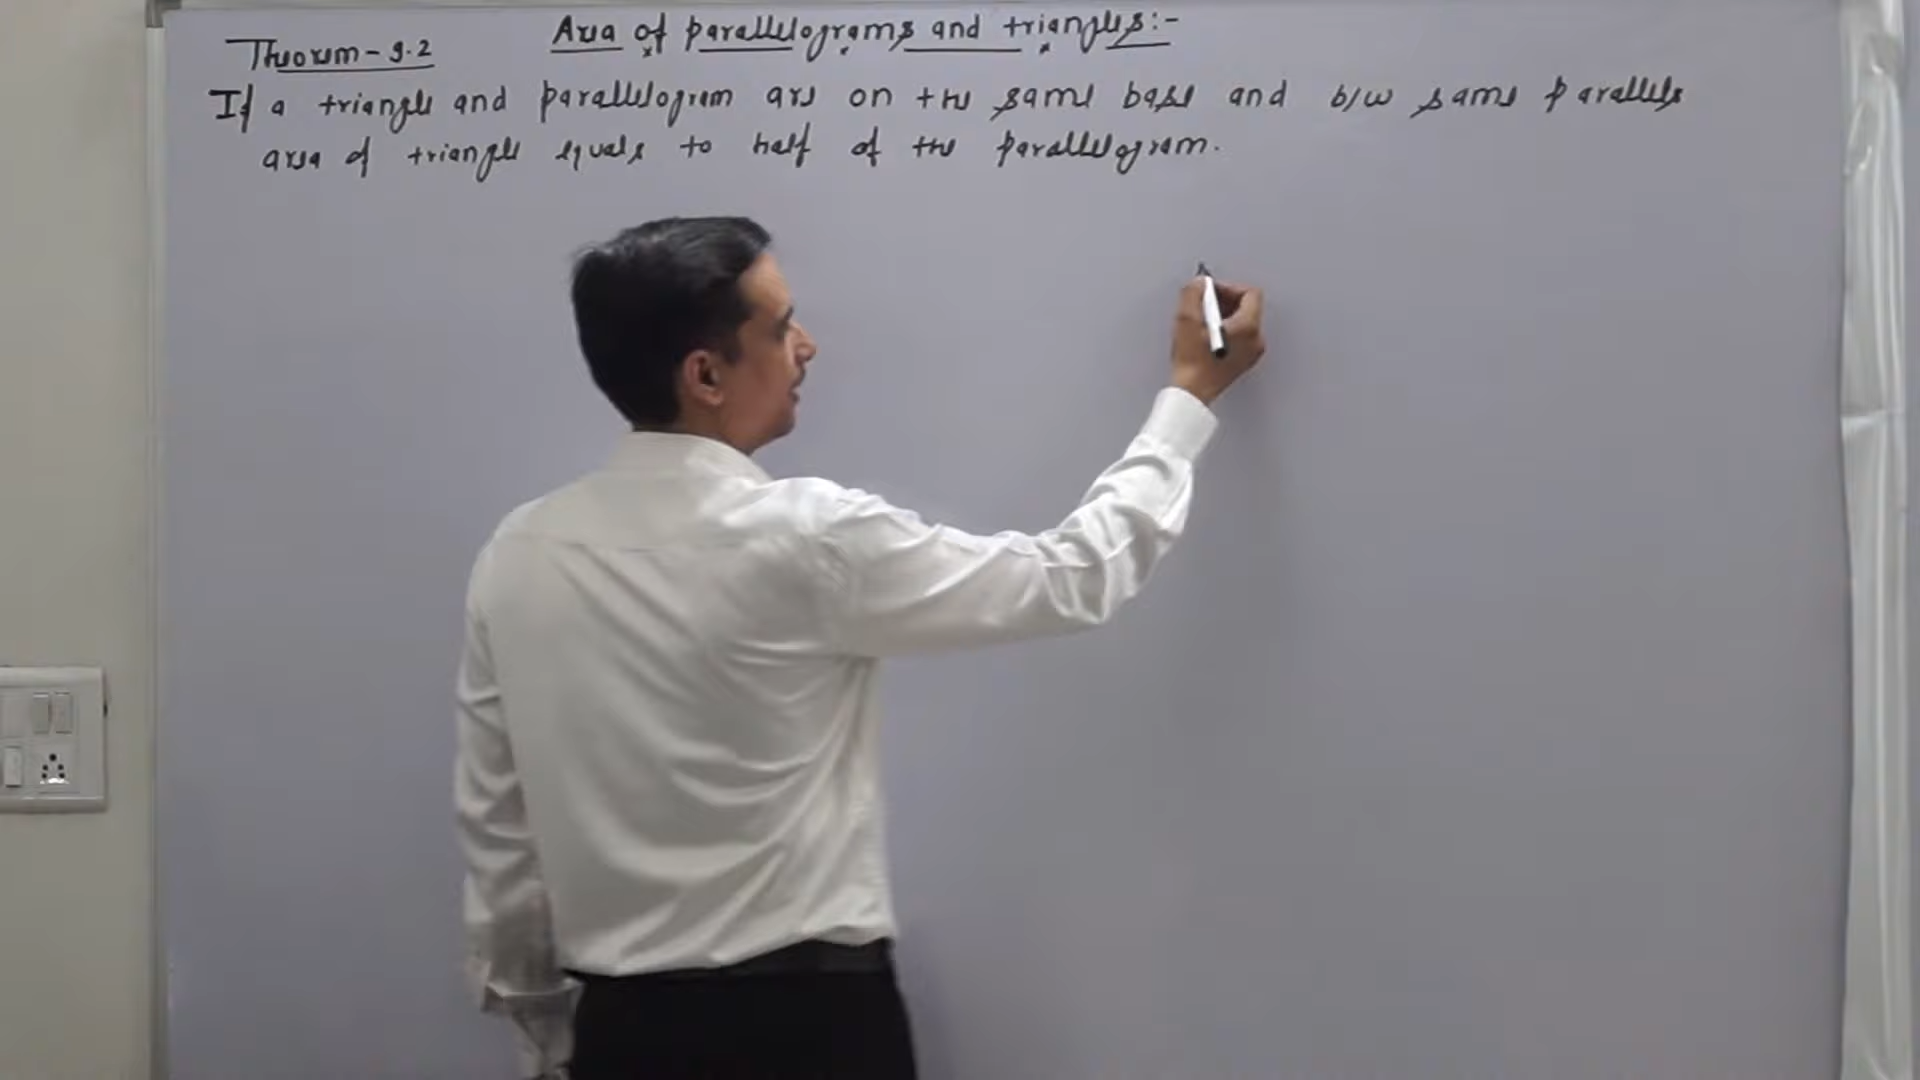 Area of parallelograms and triangles:-
Theorem-9.2
If a triangle and parallelogram are on the same base and b/w same parallels
area of triangle equals to half of the parallelogram.